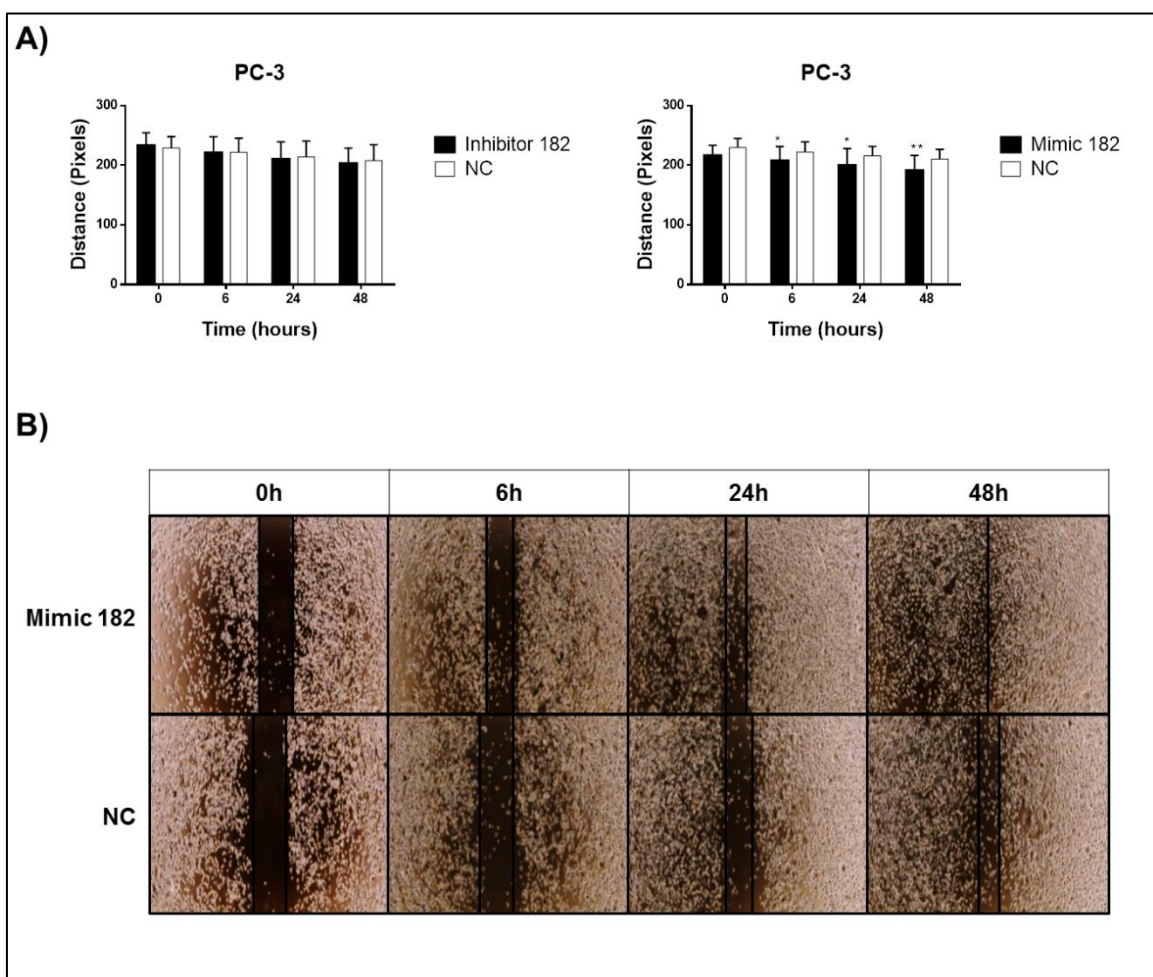 A)
PC-3
300
200
100
0
Distance (Pixels)
0 6 24 48
Time (hours)
Inhibitor 182
NC
PC-3
300
200
100
0
Distance (Pixels)
* * **
0 6 24 48
Time (hours)
Mimic 182
NC
B)
0h 6h 24h 48h
Mimic 182
NC